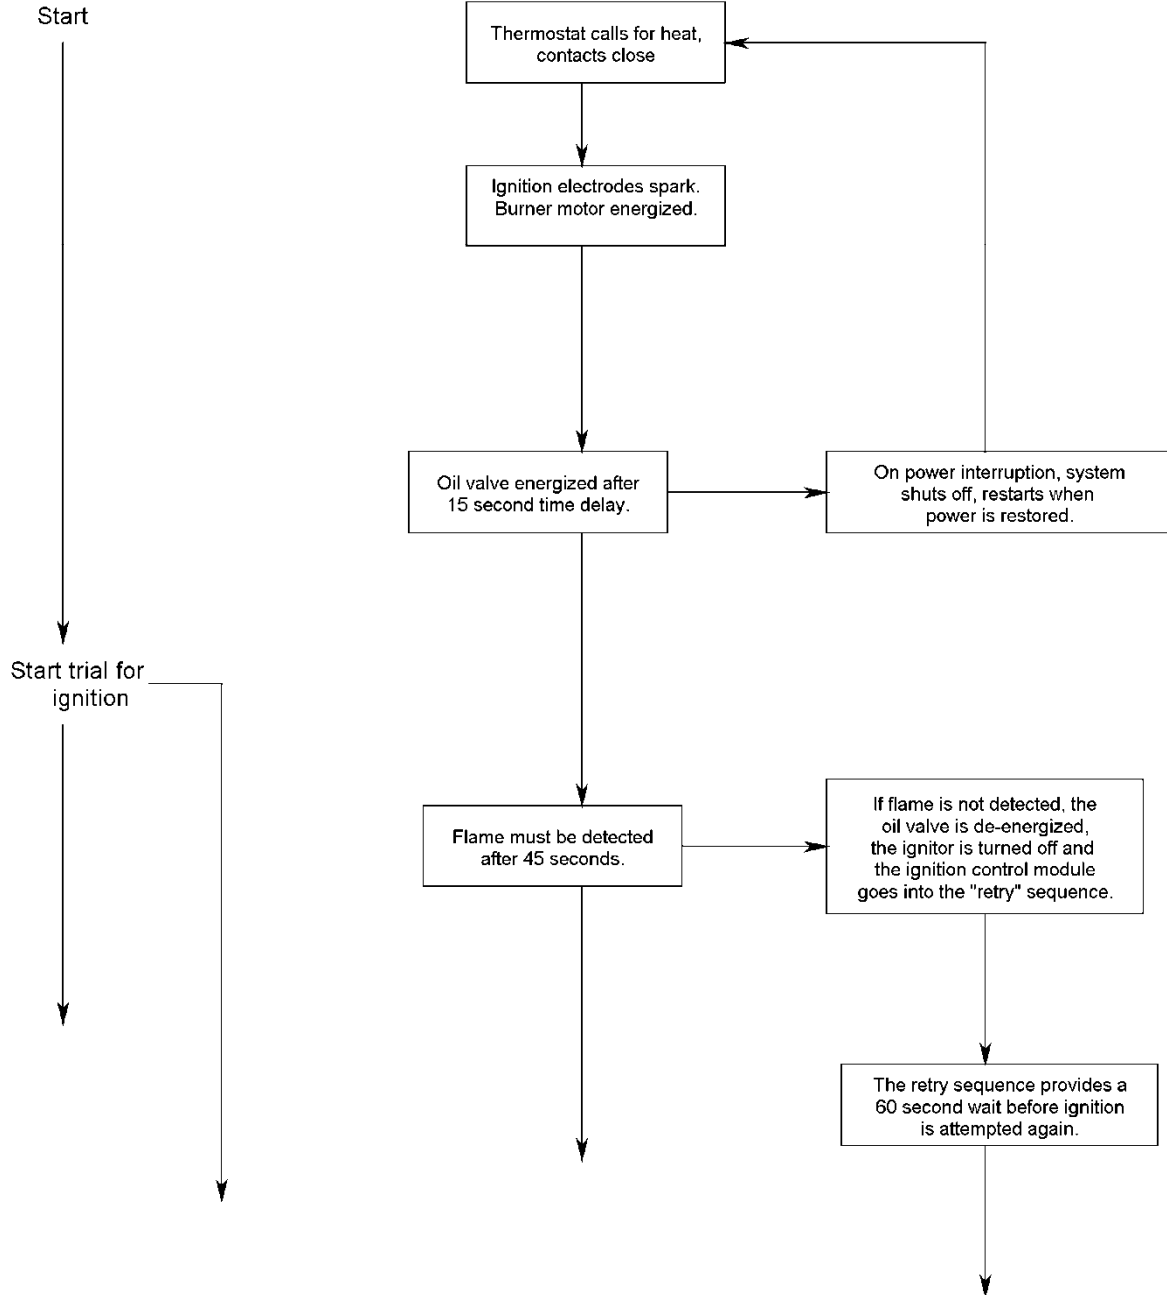 Start
Thermostat calls for heat,
contacts close
Ignition electrodes spark.
Burner motor energized.
Oil valve energized after
15 second time delay.
On power interruption, system
shuts off, restarts when
power is restored.
Start trial for
ignition
Flame must be detected
after 45 seconds.
If flame is not detected, the
oil valve is de-energized,
the ignitor is turned off and
the ignition control module
goes into the "retry" sequence.
The retry sequence provides a
60 second wait before ignition
is attempted again.